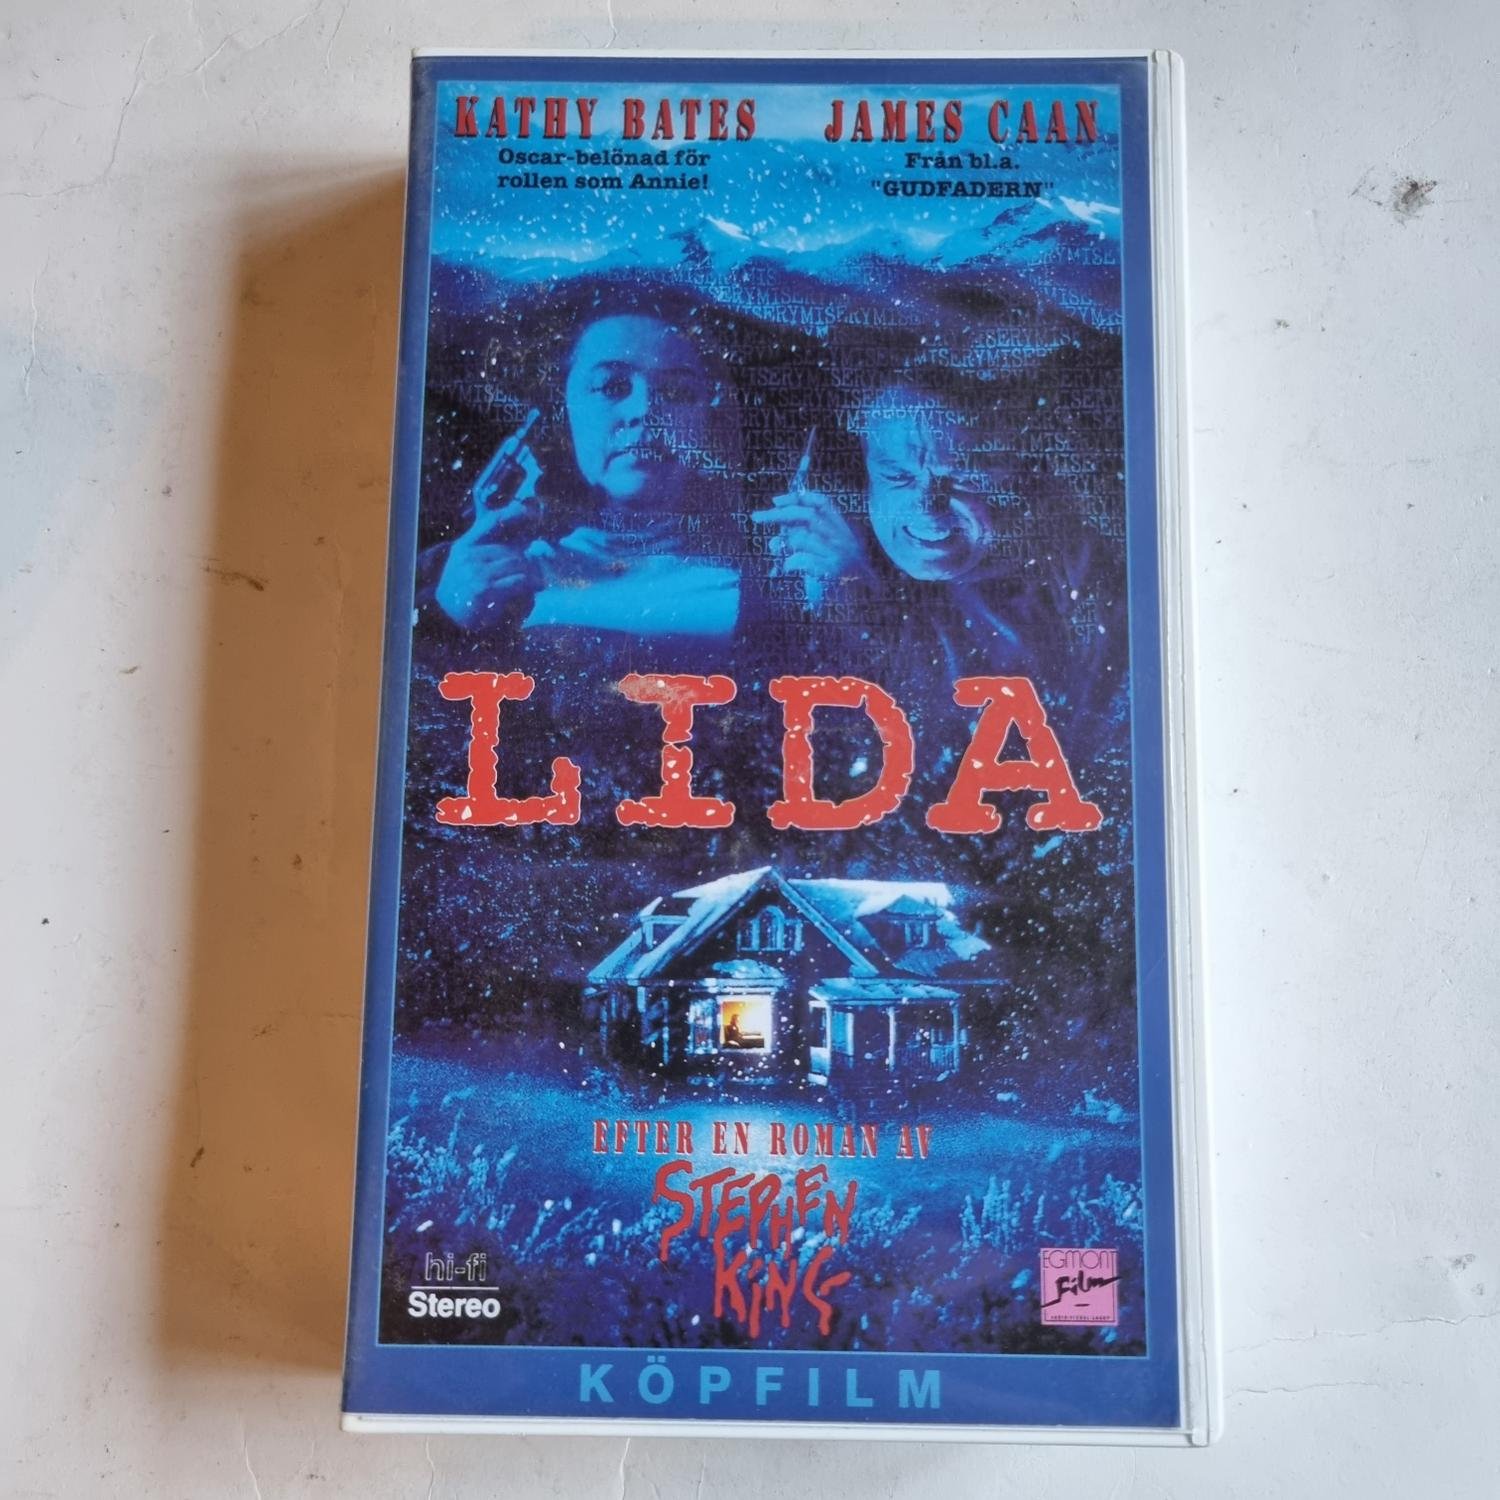 KATHY BATES JAMES CAAN
Oscar-belönad för
rollen som Annie!
Från bl.a.
"GUDFADERN"
LIDA
EFTER EN ROMAN AV
STEPHEN
KING
hi-fi
Stereo
EGMONT
Film
KÖPFILM